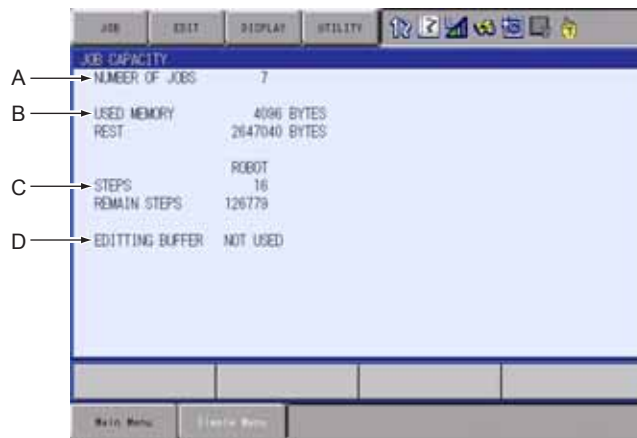 JOB EDIT DISPLAY UTILITY
JOB CAPACITY
A NUMBER OF JOBS 7
B USED MEMORY 4096 BYTES
REST 2647040 BYTES
ROBOT
C STEPS 16
REMAIN STEPS 126779
D EDITTING BUFFER NOT USED
Main Menu Simple Menu